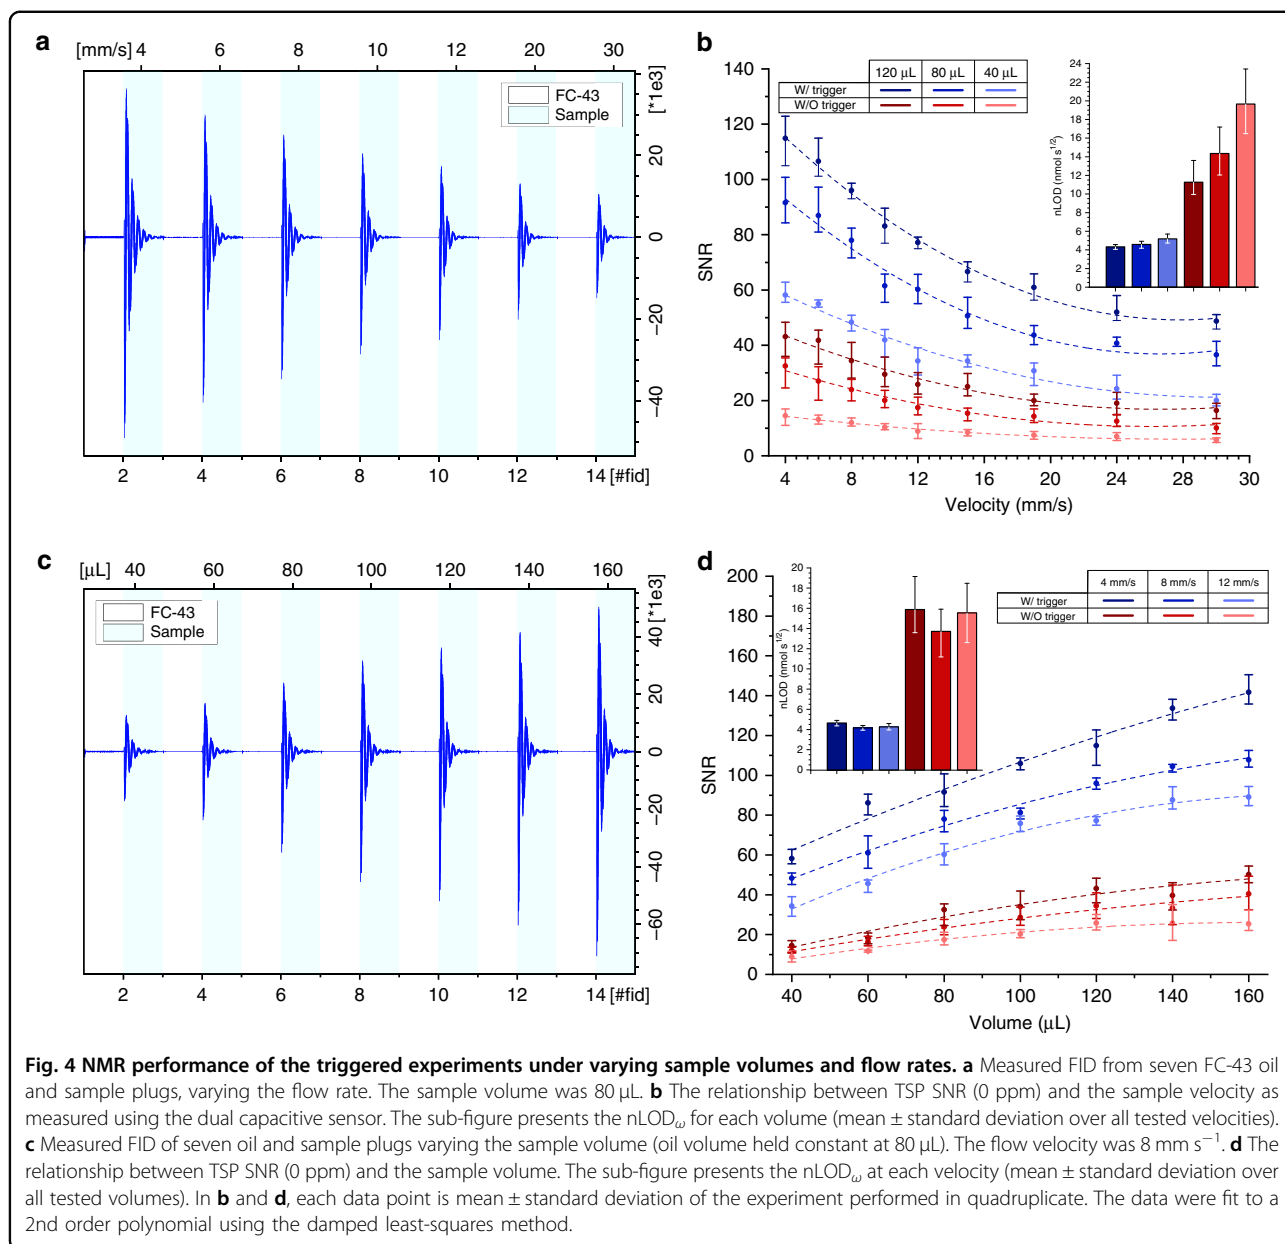 a
[mm/s] 4 6 8 10 12 20 30
FC-43
Sample
[*1e3]
20
0
−20
−40
2 4 6 8 10 12 14 [#fid]
b
120 µL 80 µL 40 µL
W/ trigger
W/O trigger
SNR
140
120
100
80
60
40
20
0
4 8 12 16 20 24 28 30
Velocity (mm/s)
nLOD (nmol s1/2)
24
22
20
18
16
14
12
10
8
6
4
2
0
c
[µL] 40 60 80 100 120 140 160
FC-43
Sample
[*1e3]
40
20
0
−20
−40
−60
2 4 6 8 10 12 14 [#fid]
d
4 mm/s 8 mm/s 12 mm/s
W/ trigger
W/O trigger
SNR
200
180
160
140
120
100
80
60
40
20
0
40 60 80 100 120 140 160
Volume (µL)
nLOD (nmol s1/2)
20
18
16
14
12
10
8
6
4
2
0
Fig. 4 NMR performance of the triggered experiments under varying sample volumes and flow rates. a Measured FID from seven FC-43 oil
and sample plugs, varying the flow rate. The sample volume was 80 µL. b The relationship between TSP SNR (0 ppm) and the sample velocity as
measured using the dual capacitive sensor. The sub-figure presents the nLODω for each volume (mean ± standard deviation over all tested velocities).
c Measured FID of seven oil and sample plugs varying the sample volume (oil volume held constant at 80 µL). The flow velocity was 8 mm s−1. d The
relationship between TSP SNR (0 ppm) and the sample volume. The sub-figure presents the nLODω at each velocity (mean ± standard deviation over
all tested volumes). In b and d, each data point is mean ± standard deviation of the experiment performed in quadruplicate. The data were fit to a
2nd order polynomial using the damped least-squares method.